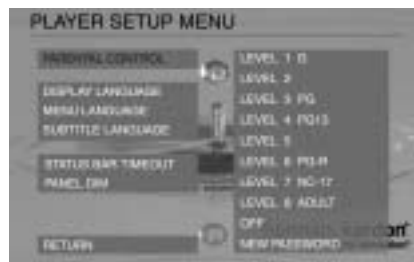 PLAYER SETUP MENU
PARENTAL CONTROL
DISPLAY LANGUAGE
MENU LANGUAGE
SUBTITLE LANGUAGE
STATUS BAR TIMEOUT
PANEL DIM
RETURN
LEVEL 1 G
LEVEL 2
LEVEL 3 PG
LEVEL 4 PG13
LEVEL 5
LEVEL 6 PG-R
LEVEL 7 NC-17
LEVEL 8 ADULT
OFF
NEW PASSWORD